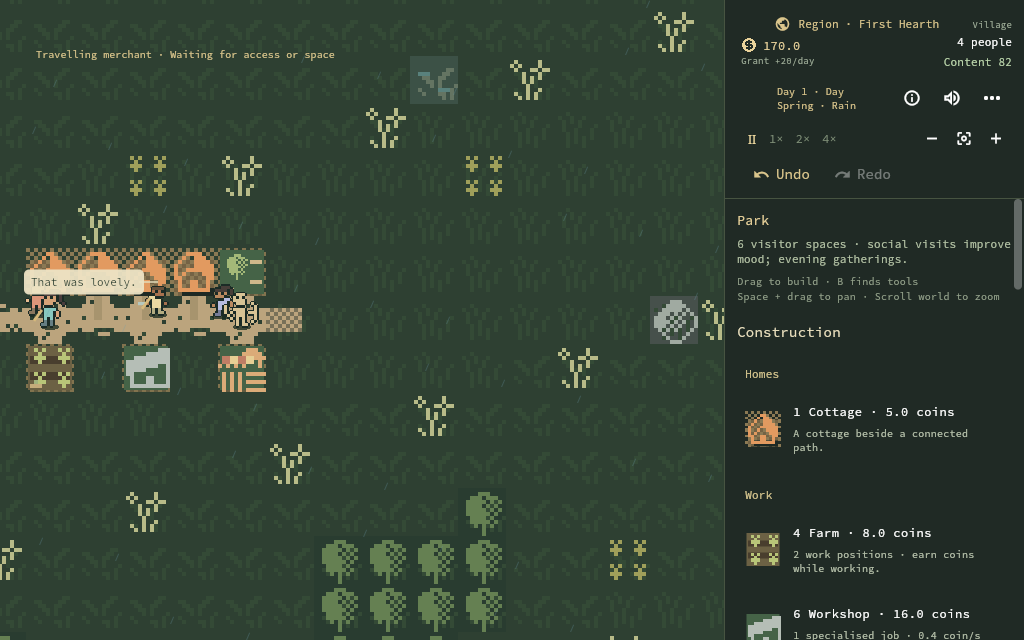 Travelling merchant · Waiting for access or space
That was lovely.
Region · First Hearth
Village
170.0
4 people
Grant +20/day
Content 82
Day 1 · Day
Spring · Rain
1× 2× 4×
Undo
Redo
Park
6 visitor spaces · social visits improve
mood; evening gatherings.
Drag to build · B finds tools
Space + drag to pan · Scroll world to zoom
Construction
Homes
1 Cottage · 5.0 coins
A cottage beside a connected
path.
Work
4 Farm · 8.0 coins
2 work positions · earn coins
while working.
6 Workshop · 16.0 coins
1 specialised job · 0.4 coin/s